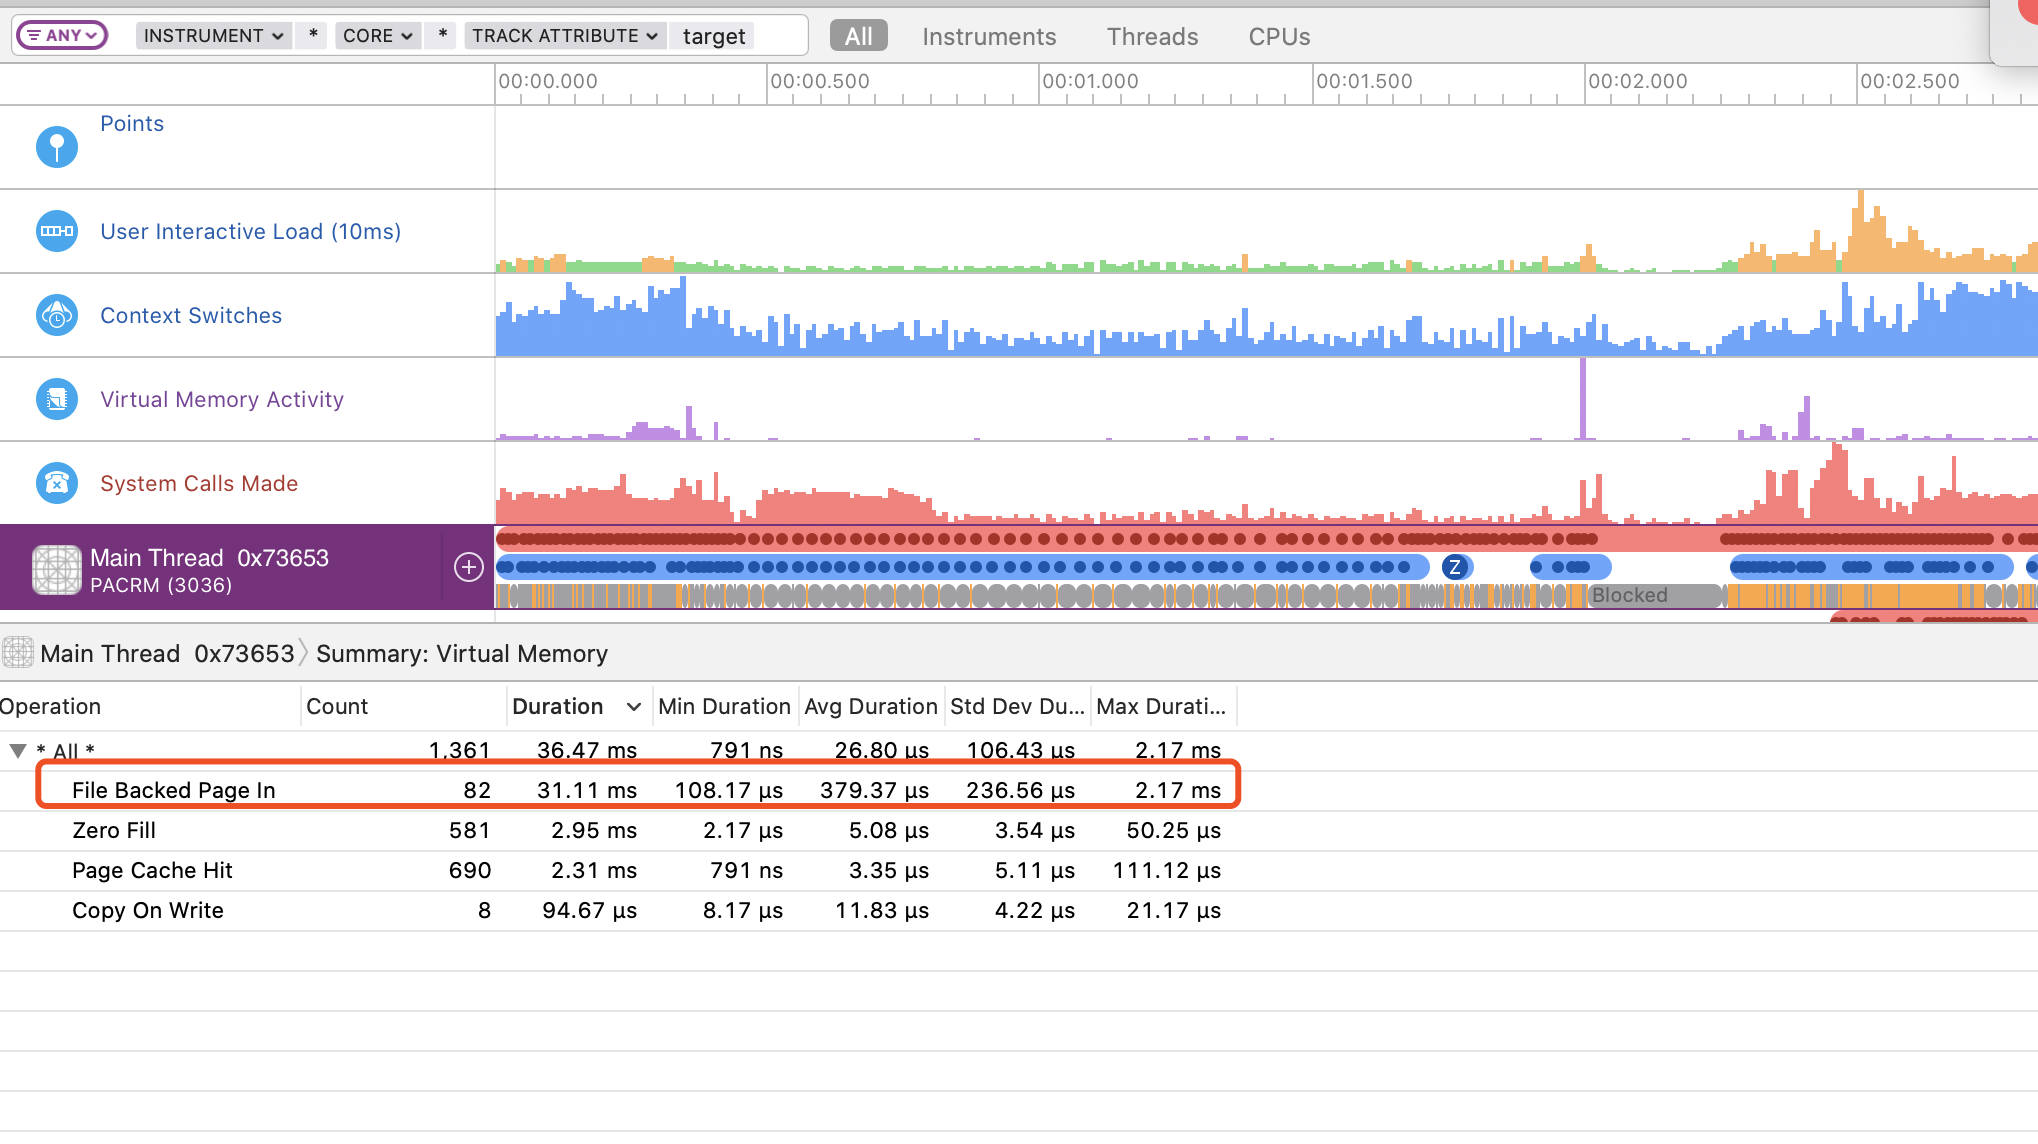 ANY INSTRUMENT * CORE * TRACK ATTRIBUTE target All Instruments Threads CPUs
00:00.000 00:00.500 00:01.000 00:01.500 00:02.000 00:02.500
Points
User Interactive Load (10ms)
Context Switches
Virtual Memory Activity
System Calls Made
Main Thread 0x73653
PACRM (3036)
Z
Blocked
Main Thread 0x73653 Summary: Virtual Memory
Operation Count Duration Min Duration Avg Duration Std Dev Du... Max Durati...
* All * 1,361 36.47 ms 791 ns 26.80 µs 106.43 µs 2.17 ms
File Backed Page In 82 31.11 ms 108.17 µs 379.37 µs 236.56 µs 2.17 ms
Zero Fill 581 2.95 ms 2.17 µs 5.08 µs 3.54 µs 50.25 µs
Page Cache Hit 690 2.31 ms 791 ns 3.35 µs 5.11 µs 111.12 µs
Copy On Write 8 94.67 µs 8.17 µs 11.83 µs 4.22 µs 21.17 µs